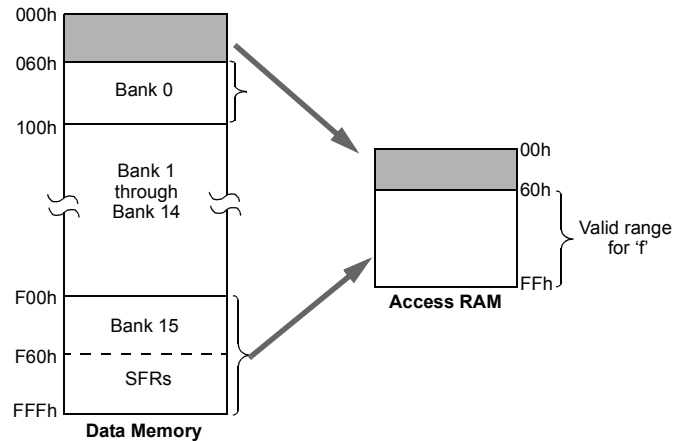 000h
060h
Bank 0
100h
Bank 1
through
Bank 14
F00h
Bank 15
F60h
SFRs
FFFh
Data Memory
00h
60h
Valid range
for ‘f’
FFh
Access RAM